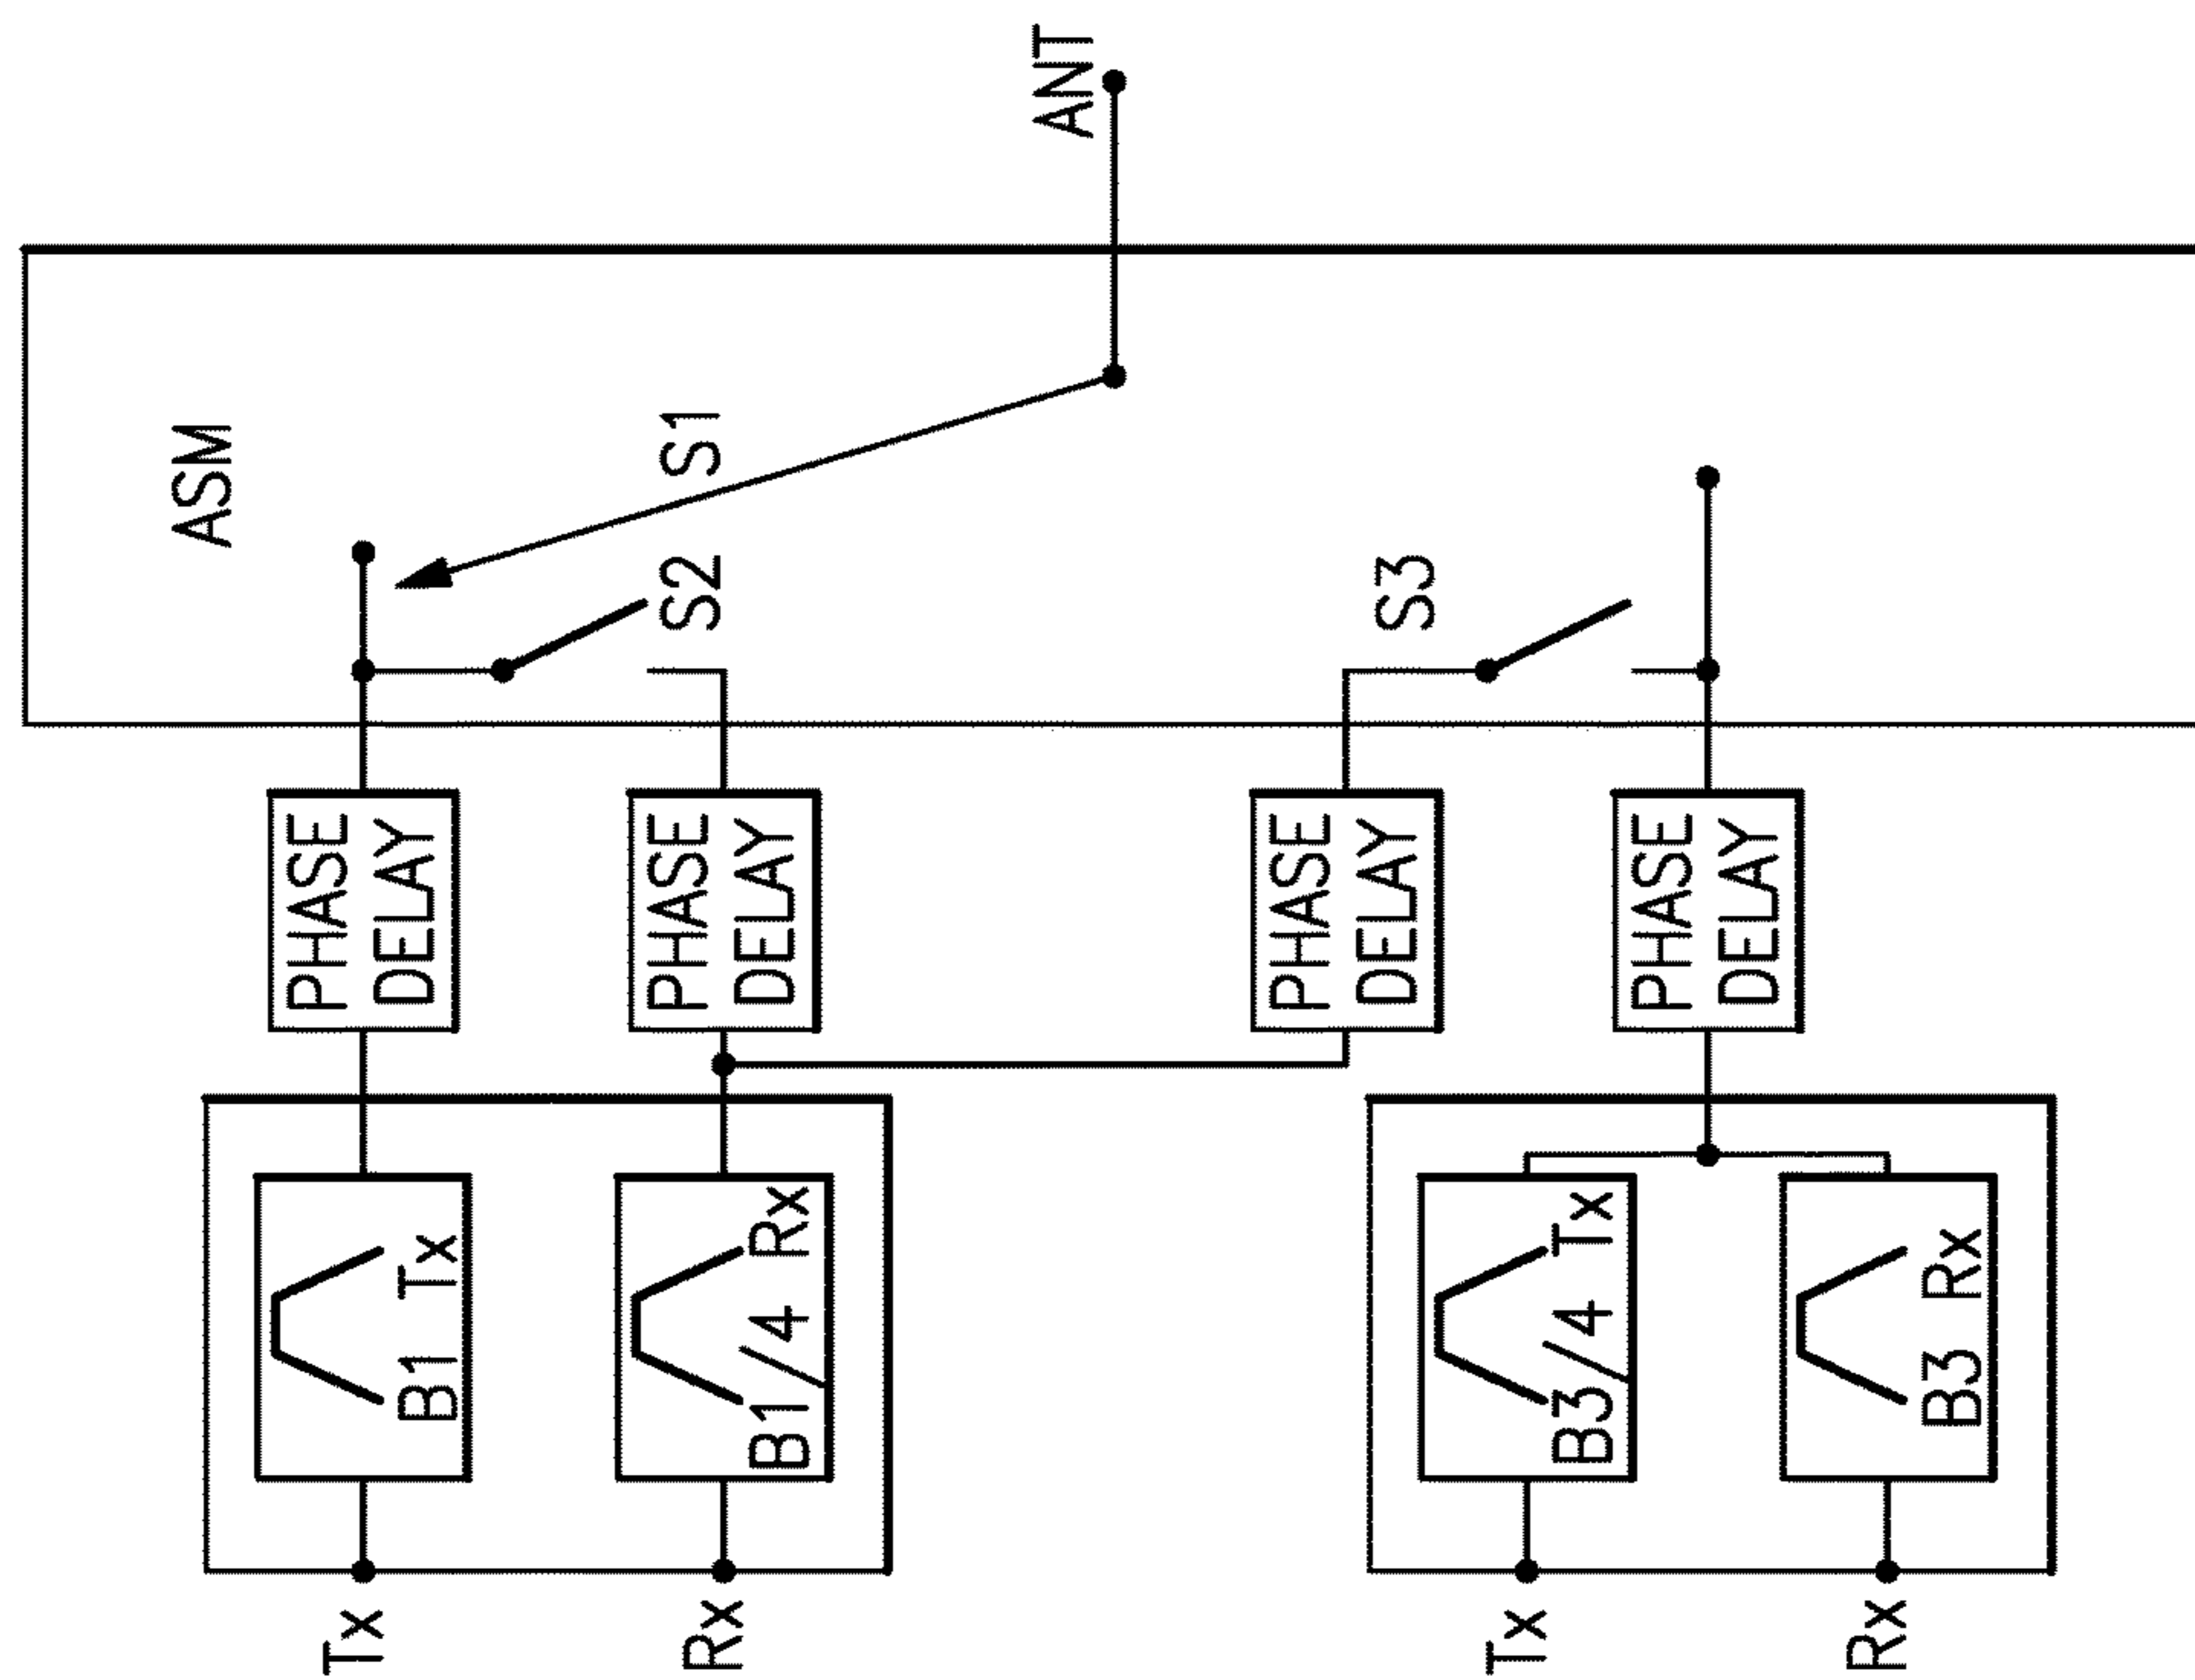 Tx
B1 Tx
PHASE
DELAY
ASM
Rx
B1/4 Rx
PHASE
DELAY
S2
S1
ANT
PHASE
DELAY
S3
Tx
B3/4 Tx
PHASE
DELAY
Rx
B3 Rx